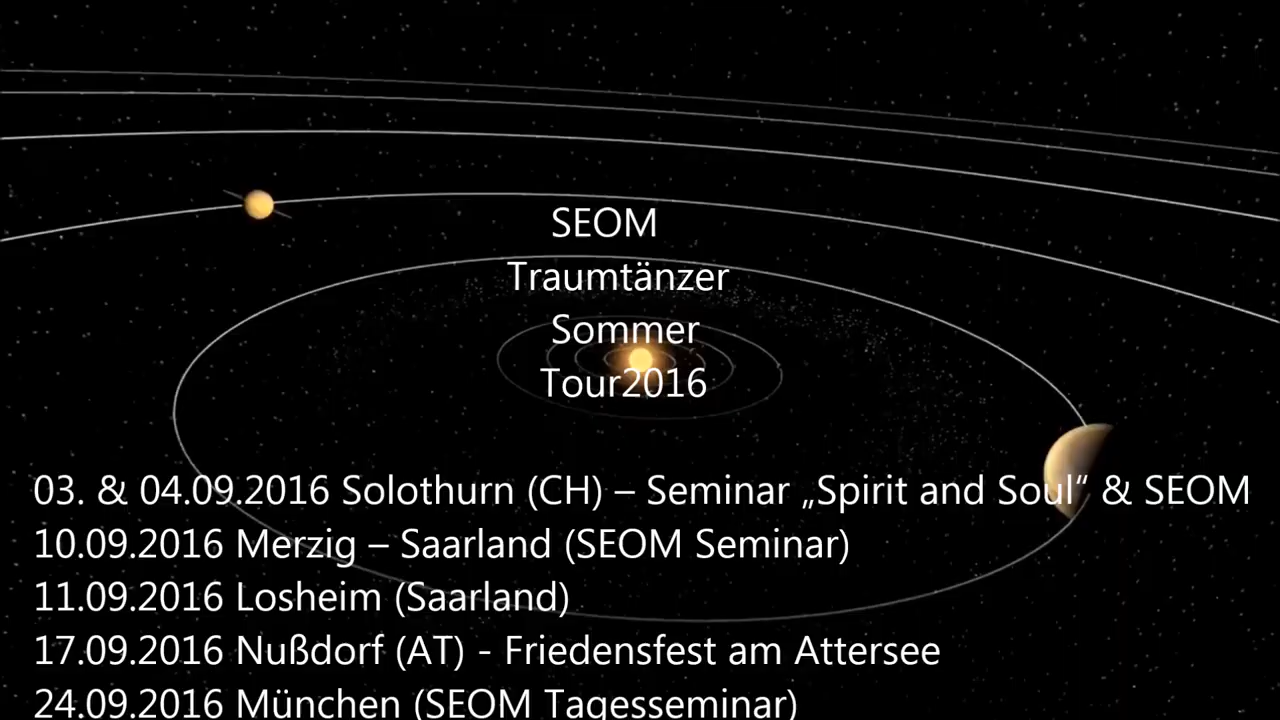 SEOM
Traumtänzer
Sommer
Tour2016
03. & 04.09.2016 Solothurn (CH) – Seminar „Spirit and Soul“ & SEOM
10.09.2016 Merzig – Saarland (SEOM Seminar)
11.09.2016 Losheim (Saarland)
17.09.2016 Nußdorf (AT) - Friedensfest am Attersee
24.09.2016 München (SEOM Tagesseminar)